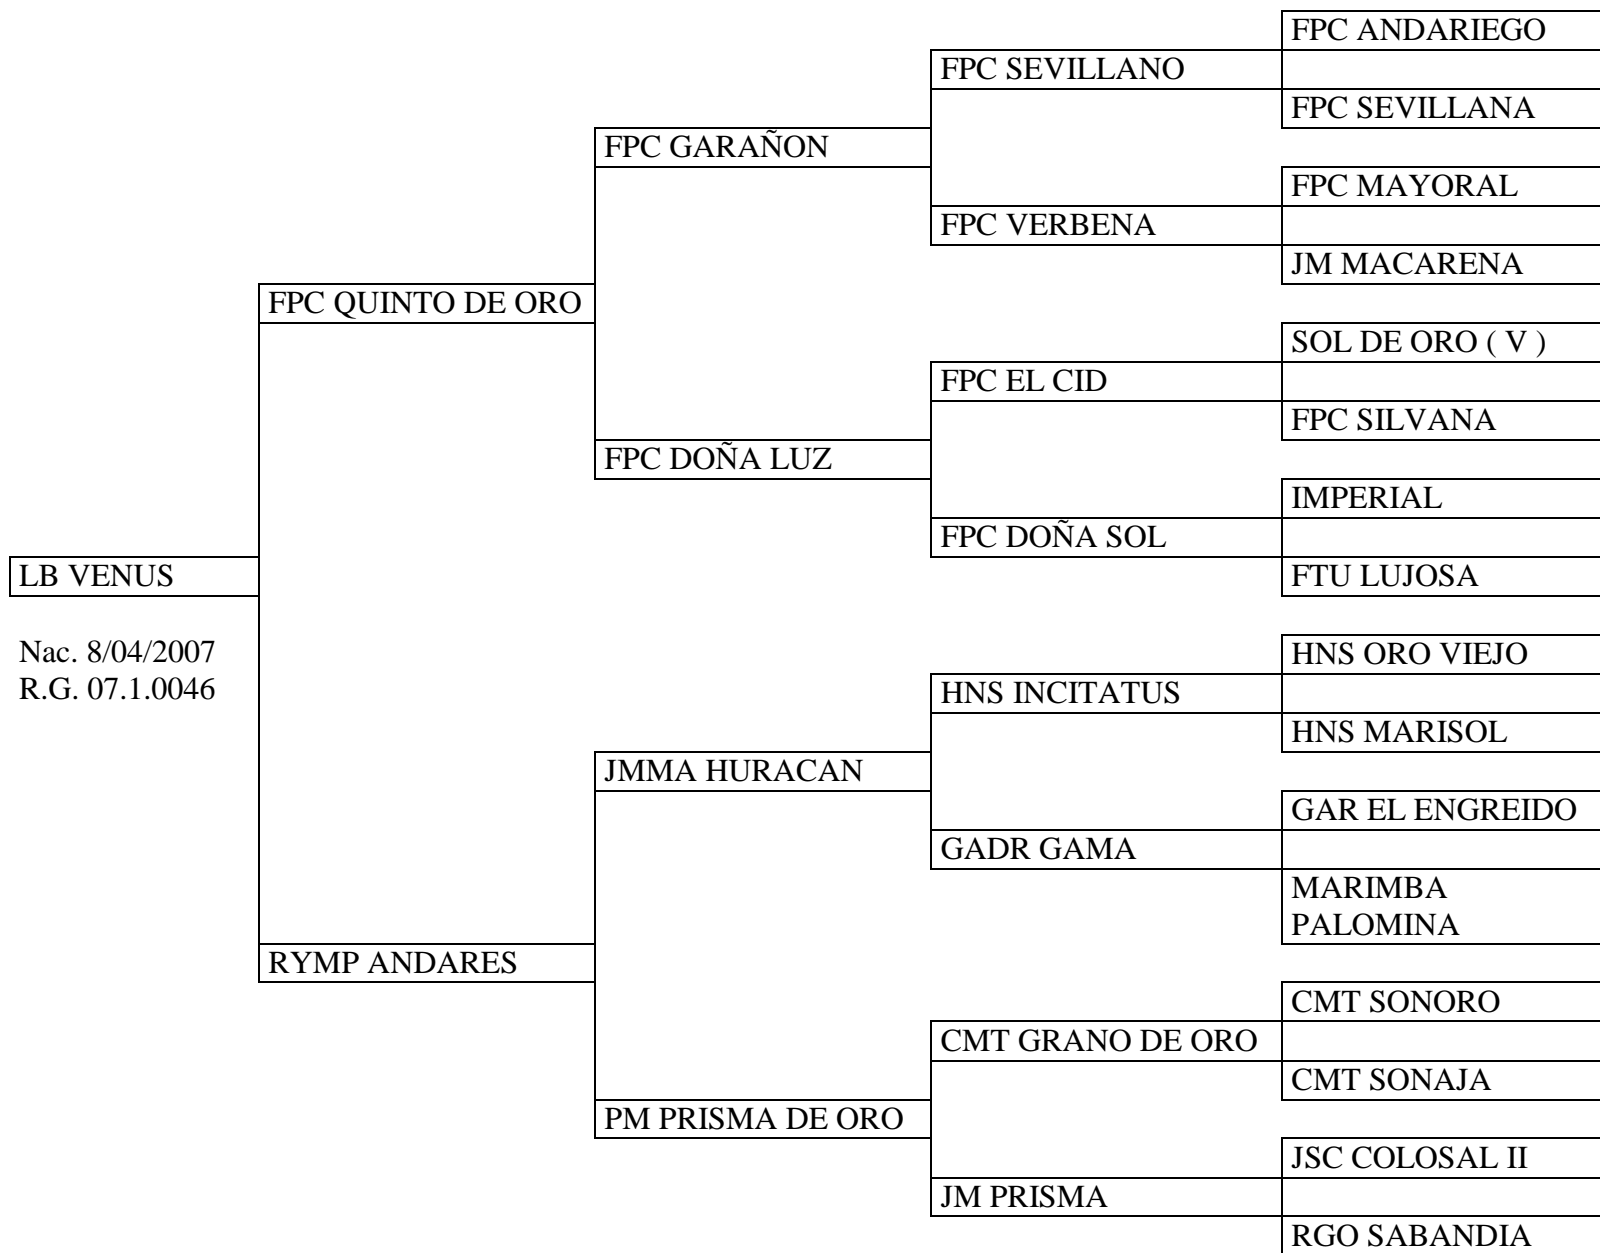 FPC ANDARIEGO
FPC SEVILLANO
FPC SEVILLANA
FPC GARAÑON
FPC MAYORAL
FPC VERBENA
JM MACARENA
FPC QUINTO DE ORO
SOL DE ORO ( V )
FPC EL CID
FPC SILVANA
FPC DOÑA LUZ
IMPERIAL
FPC DOÑA SOL
LB VENUS
FTU LUJOSA
Nac. 8/04/2007
HNS ORO VIEJO
R.G. 07.1.0046
HNS INCITATUS
HNS MARISOL
JMMA HURACAN
GAR EL ENGREIDO
GADR GAMA
MARIMBA
PALOMINA
RYMP ANDARES
CMT SONORO
CMT GRANO DE ORO
CMT SONAJA
PM PRISMA DE ORO
JSC COLOSAL II
JM PRISMA
RGO SABANDIA